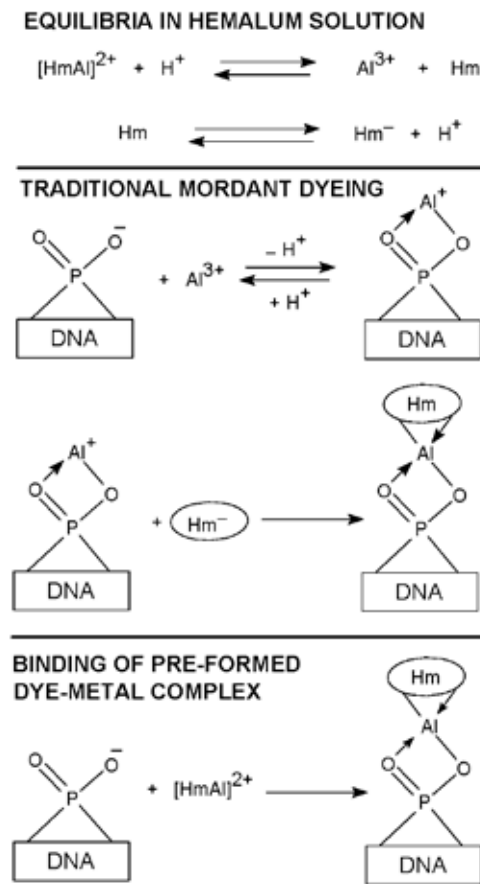 EQUILIBRIA IN HEMALUM SOLUTION
[HmAl]²⁺ + H⁺ ⇌ Al³⁺ + Hm
Hm ⇌ Hm⁻ + H⁺
TRADITIONAL MORDANT DYEING
Al⁺
O O⁻ O O
P + Al³⁺ – H⁺ ⇌ + H⁺ P
DNA DNA
Hm
Al⁺ Al
O O O O
P + Hm⁻ → P
DNA DNA
BINDING OF PRE-FORMED
DYE-METAL COMPLEX
Hm
Al
O O⁻ O O
P + [HmAl]²⁺ → P
DNA DNA